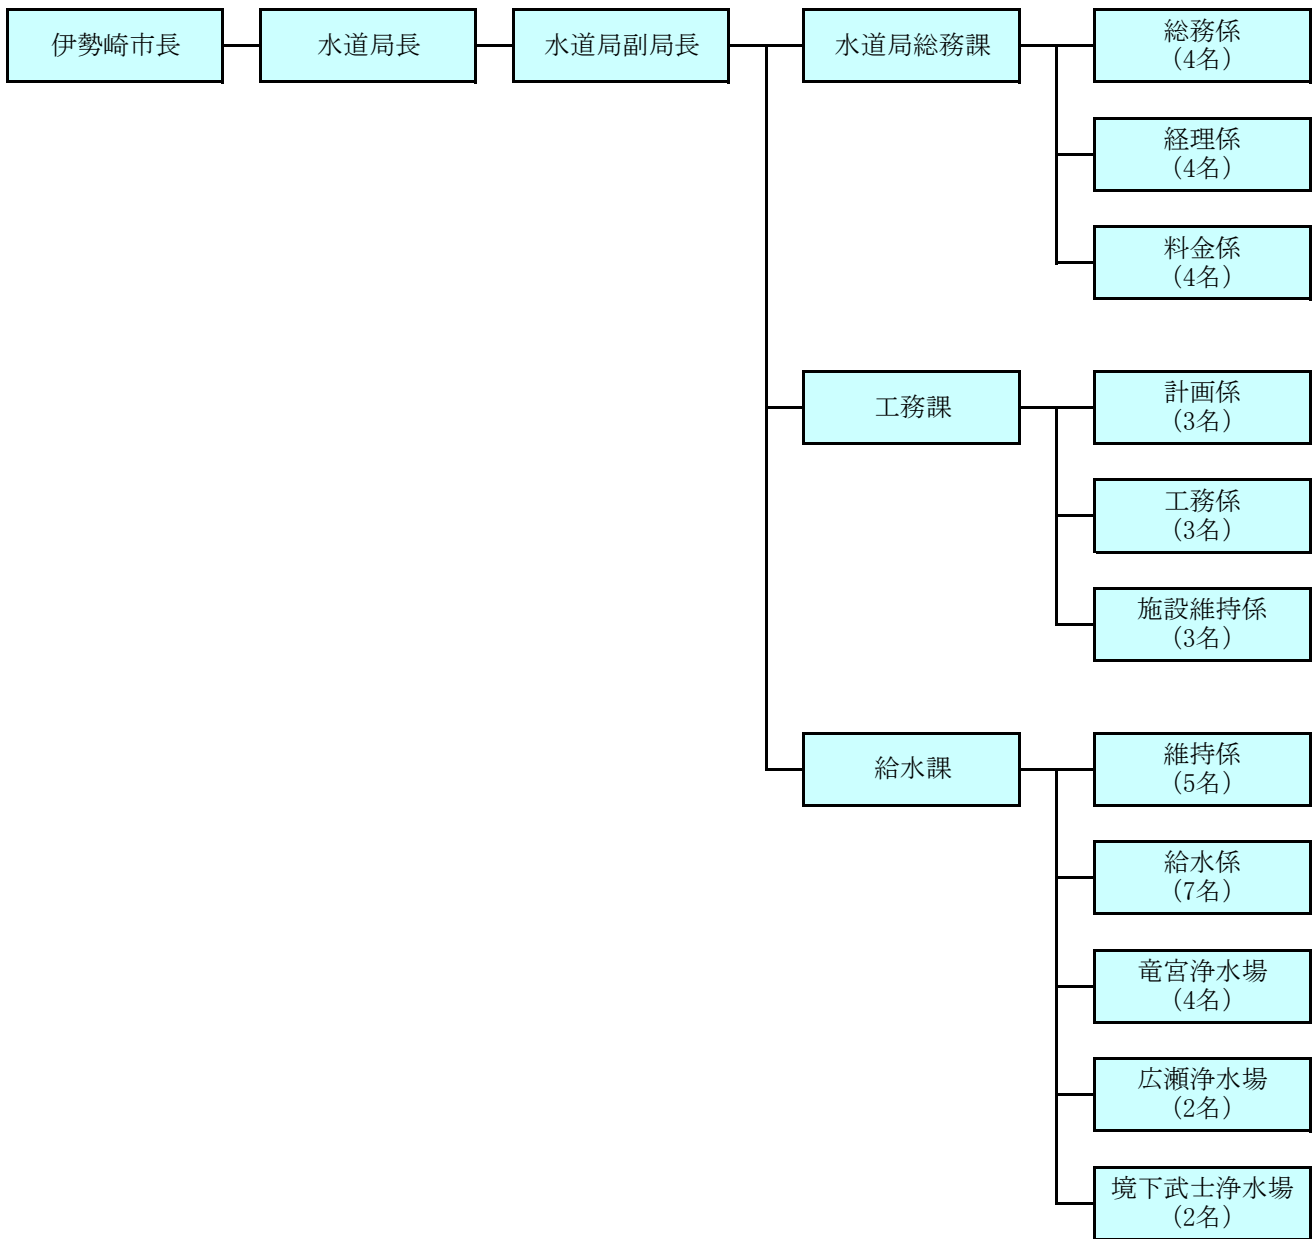 伊勢崎市長
水道局長
水道局副局長
水道局総務課
総務係
（4名）
経理係
（4名）
料金係
（4名）
工務課
計画係
（3名）
工務係
（3名）
施設維持係
（3名）
給水課
維持係
（5名）
給水係
（7名）
竜宮浄水場
（4名）
広瀬浄水場
（2名）
境下武士浄水場
（2名）